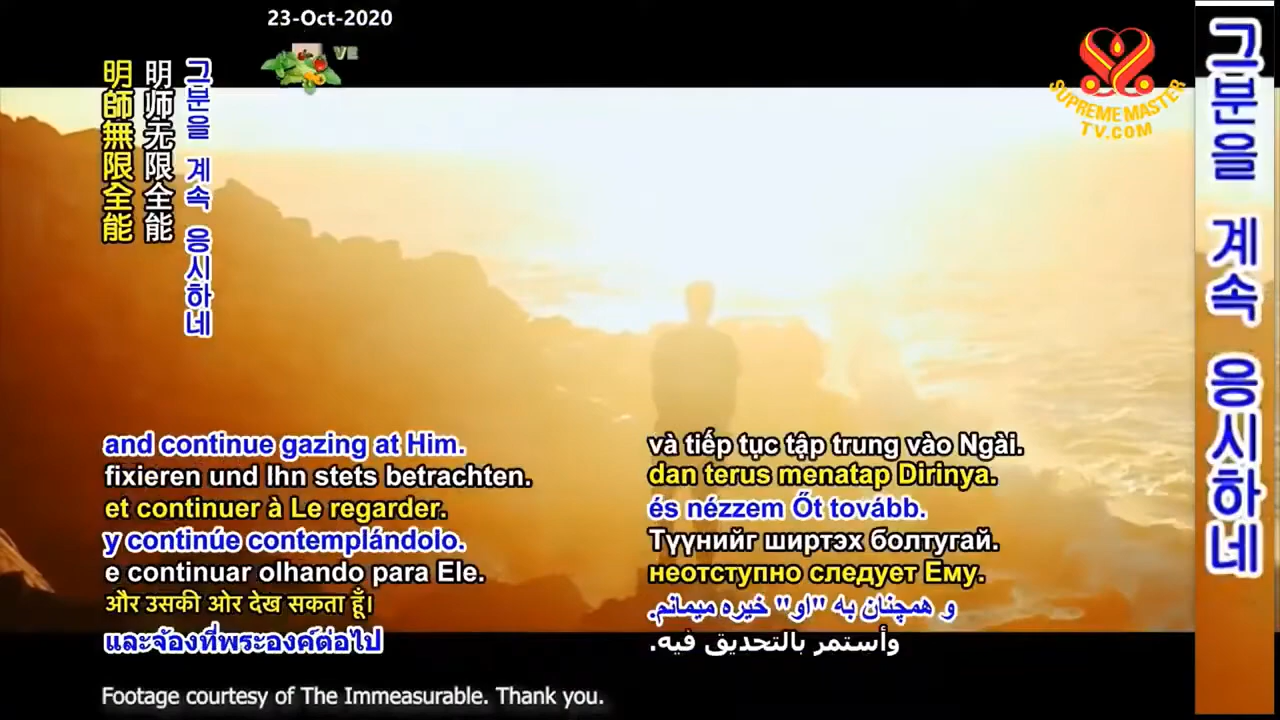 23-Oct-2020
VE
SUPREME MASTER
TV.COM
明師無限全能
明师无限全能
그분을 계속 응시하네
그분을 계속 응시하네
and continue gazing at Him.
fixieren und Ihn stets betrachten.
et continuer à Le regarder.
y continúe contemplándolo.
e continuar olhando para Ele.
और उसकी ओर देख सकता हूँ।
และจ้องที่พระองค์ต่อไป
và tiếp tục tập trung vào Ngài.
dan terus menatap Dirinya.
és nézzem Őt tovább.
Түүнийг ширтэх болтугай.
неотступно следует Ему.
و همچنان به "او" خیره میمانم.
وأستمر بالتحديق فيه.
Footage courtesy of The Immeasurable. Thank you.